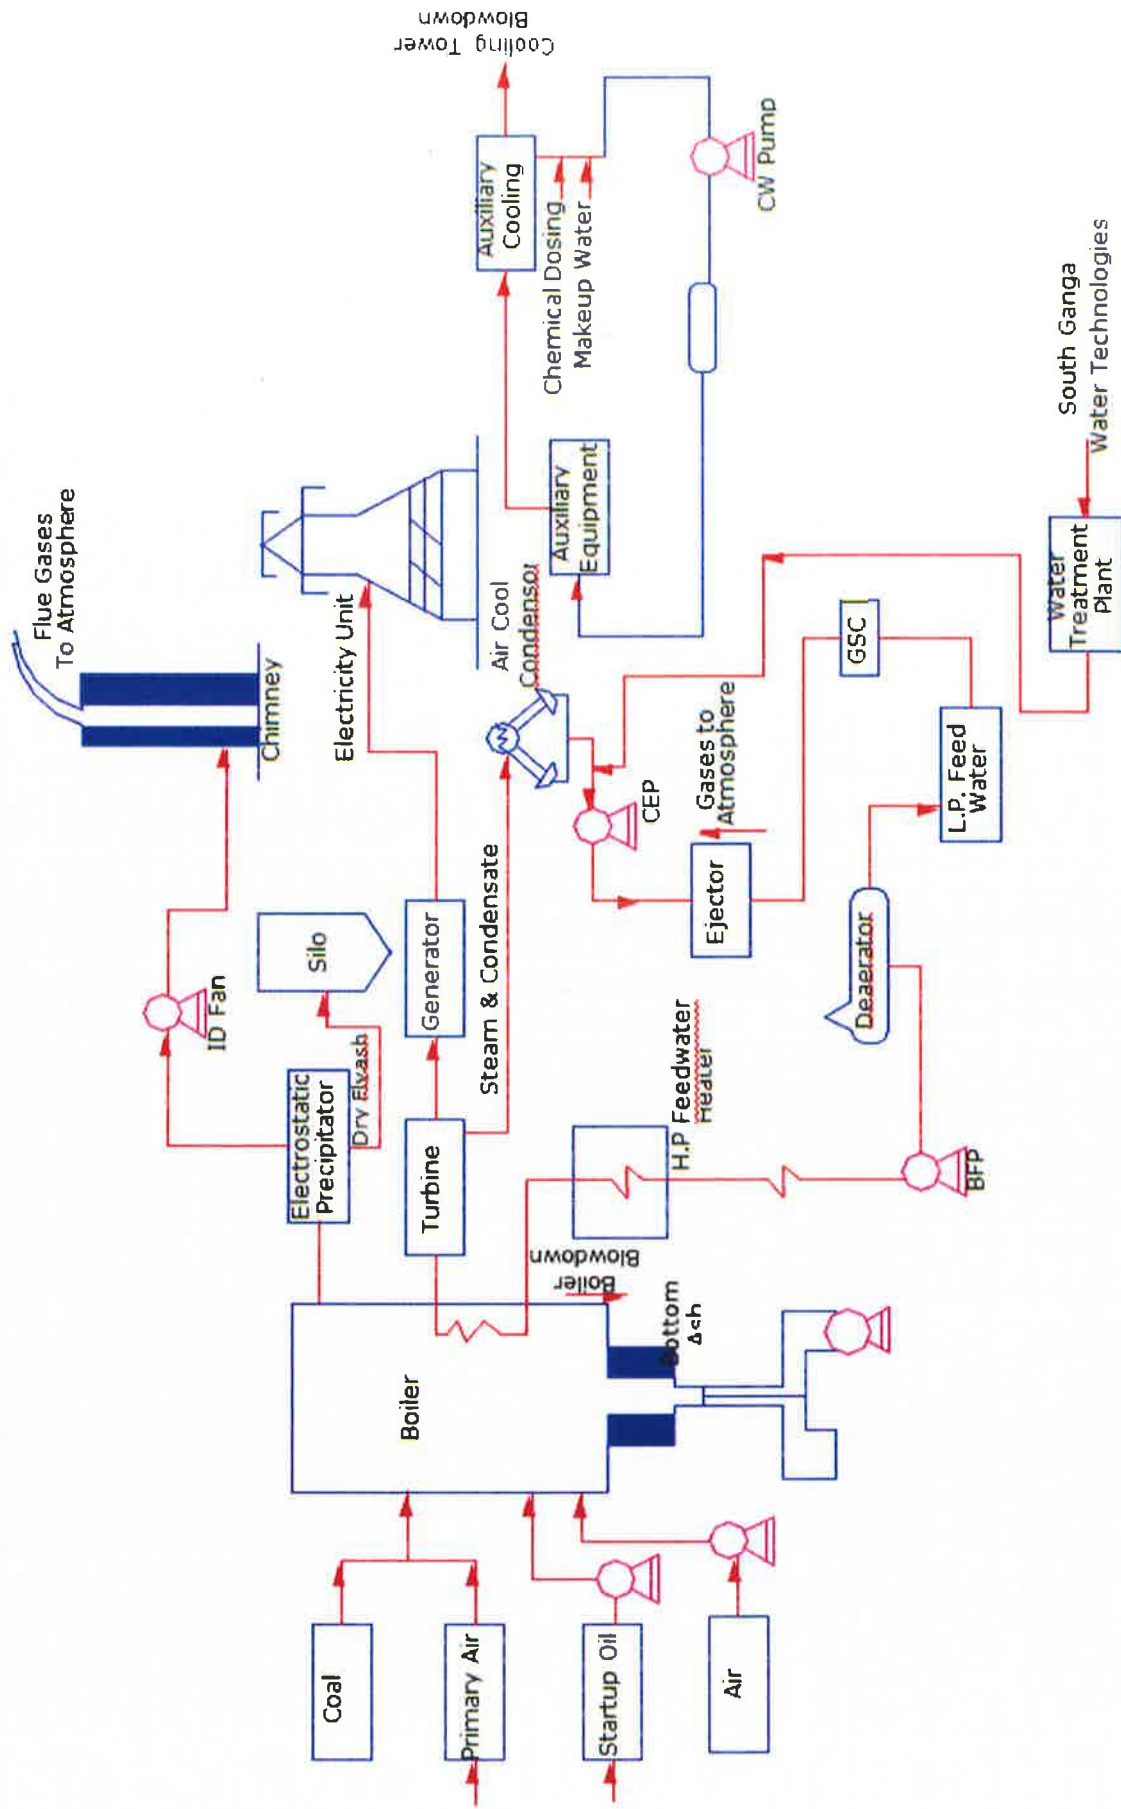 Flue Gases
To Atmosphere
Chimney
Electricity Unit
ID Fan
Silo
Electrostatic
Precipitator
Dry Flyash
Generator
Turbine
Steam & Condensate
Air Cool
Condensor
Auxiliary
Cooling
Cooling Tower
Blowdown
Chemical Dosing
Makeup Water
CW Pump
Auxiliary
Equipment
CEP
Gases to
Atmosphere
Ejector
GSC
L.P. Feed
Water
Deaerator
BFP
H.P Feedwater
Heater
Boiler
Blowdown
Boiler
Bottom
Ash
Coal
Primary Air
Startup Oil
Air
Water
Treatment
Plant
South Ganga
Water Technologies